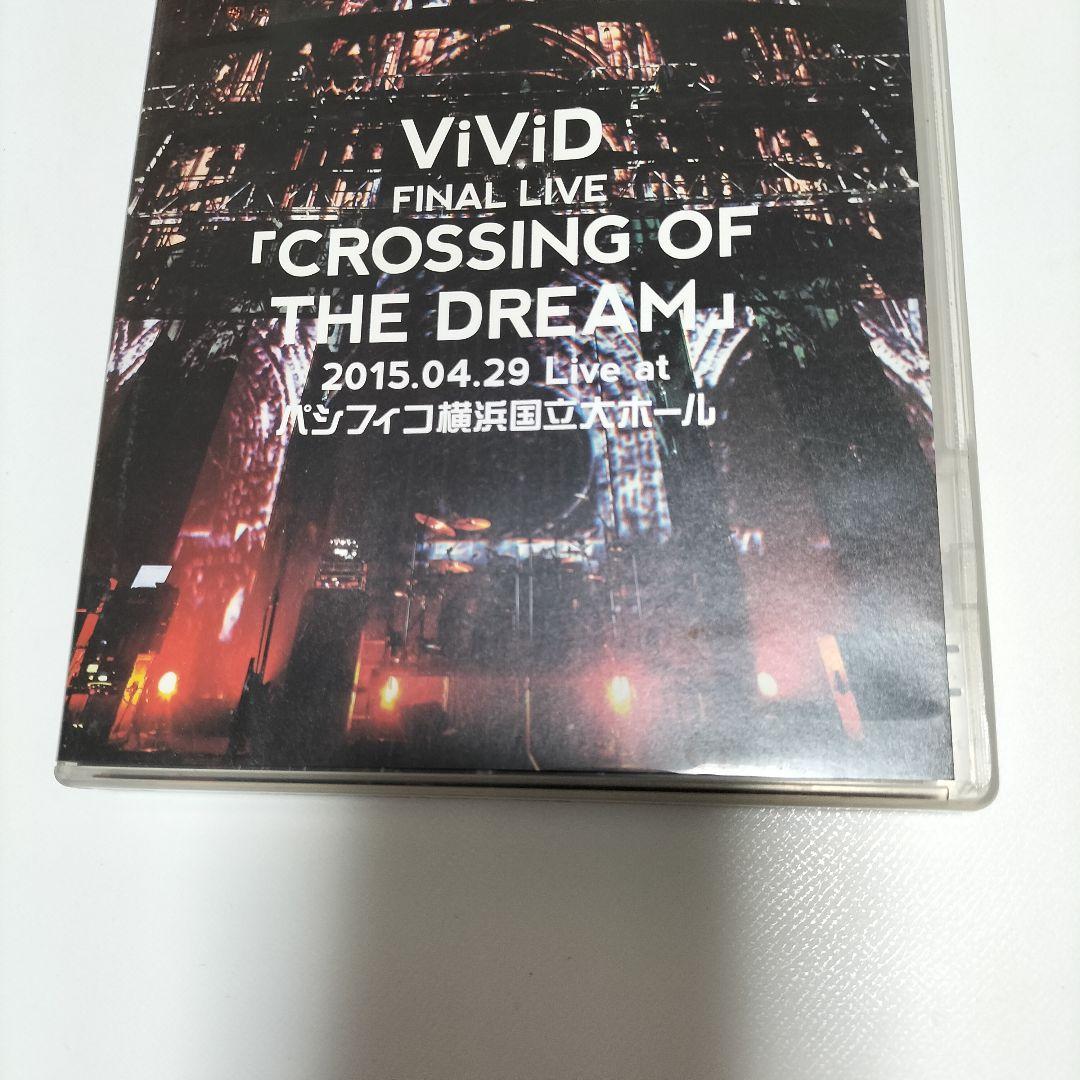 ViViD
FINAL LIVE
「CROSSING OF
THE DREAM」
2015.04.29 Live at
パシフィコ横浜国立大ホール